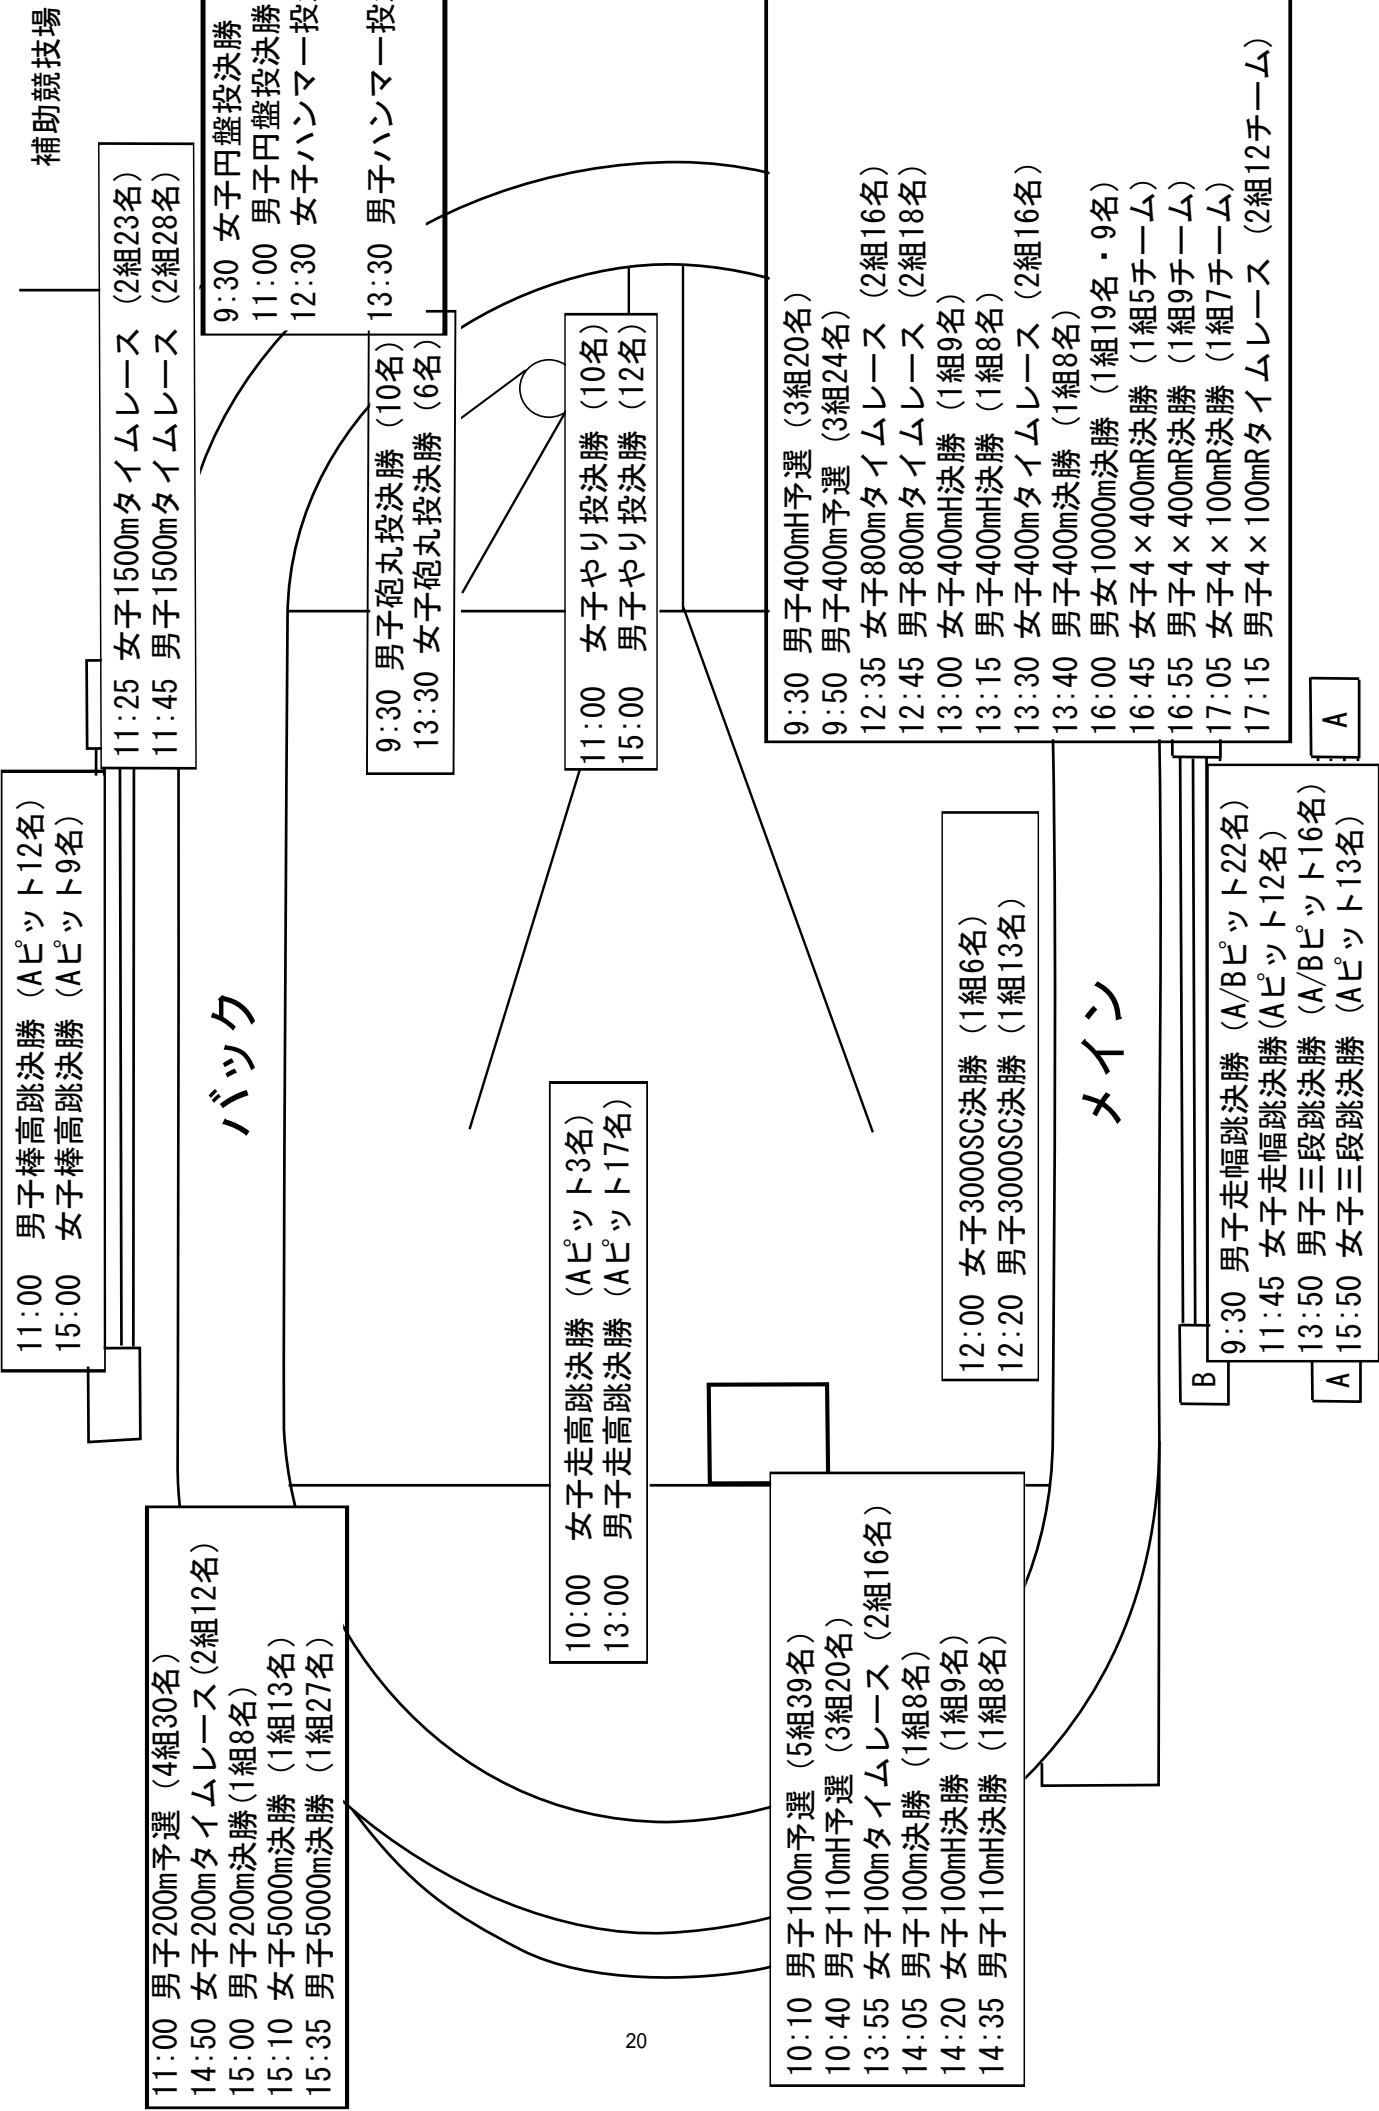 補助競技場
11:00 男子棒高跳決勝（Aピット12名）
15:00 女子棒高跳決勝（Aピット9名）
11:25 女子1500mタイムレース（2組23名）
11:45 男子1500mタイムレース（2組28名）
9:30 女子円盤投決勝
11:00 男子円盤投決勝
12:30 女子ハンマー投
13:30 男子ハンマー投
バック
11:00 男子200m予選（4組30名）
14:50 女子200mタイムレース(2組12名）
15:00 男子200m決勝(1組8名）
15:10 女子5000m決勝（1組13名）
15:35 男子5000m決勝（1組27名）
9:30 男子砲丸投決勝（10名）
13:30 女子砲丸投決勝（6名）
11:00 女子やり投決勝（10名）
15:00 男子やり投決勝（12名）
10:00 女子走高跳決勝（Aピット3名）
13:00 男子走高跳決勝（Aピット17名）
10:10 男子100m予選（5組39名）
10:40 男子110mH予選（3組20名）
13:55 女子100mタイムレース（2組16名）
14:05 男子100m決勝（1組8名）
14:20 女子100mH決勝（1組9名）
14:35 男子110mH決勝（1組8名）
12:00 女子3000SC決勝（1組6名）
12:20 男子3000SC決勝（1組13名）
9:30 男子400mH予選（3組20名）
9:50 男子400m予選（3組24名）
12:35 女子800mタイムレース（2組16名）
12:45 男子800mタイムレース（2組18名）
13:00 女子400mH決勝（1組9名）
13:15 男子400mH決勝（1組8名）
13:30 女子400mタイムレース（2組16名）
13:40 男子400m決勝（1組8名）
16:00 男女10000m決勝（1組19名・9名）
16:45 女子4×400mR決勝（1組5チーム）
16:55 男子4×400mR決勝（1組9チーム）
17:05 女子4×100mR決勝（1組7チーム）
17:15 男子4×100mRタイムレース（2組12チーム）
メイン
B
A
A
9:30 男子走幅跳決勝（A/Bピット22名）
11:45 女子走幅跳決勝(Aピット12名）
13:50 男子三段跳決勝（A/Bピット16名）
15:50 女子三段跳決勝（Aピット13名）
20